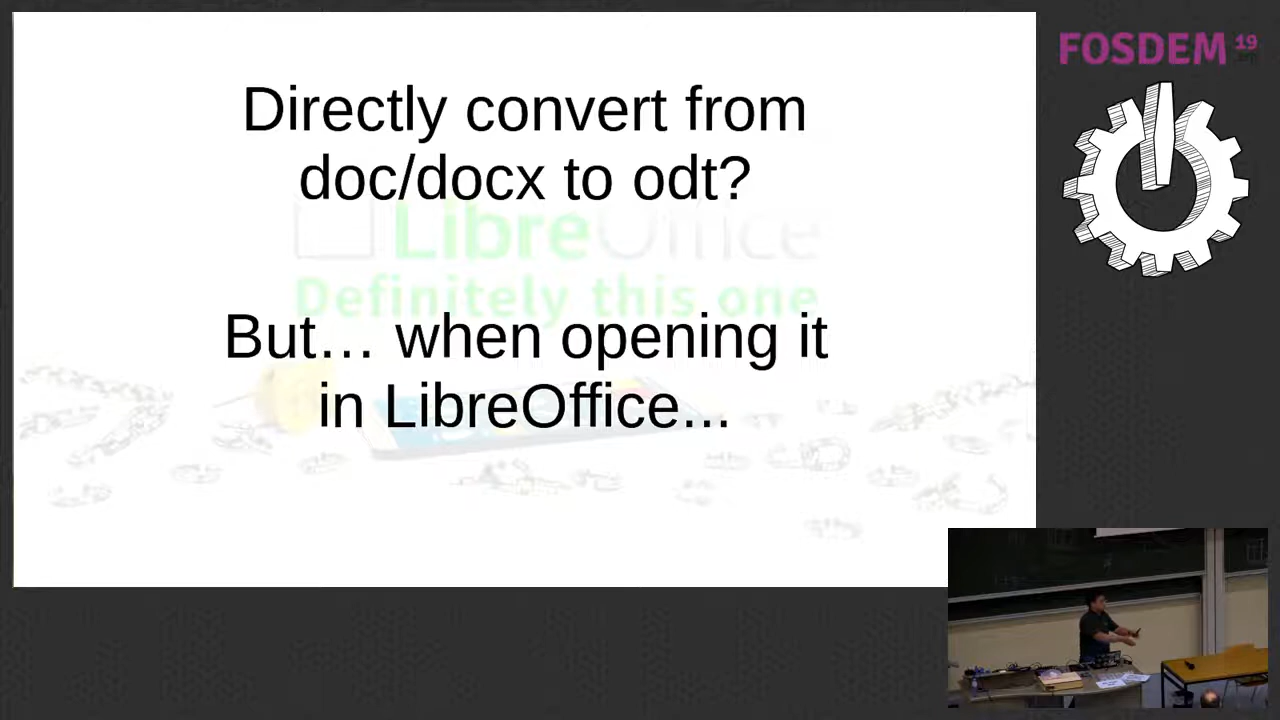 Directly convert from
doc/docx to odt?
LibreOffice
Definitely this one
But… when opening it
in LibreOffice...
FOSDEM 19
.org